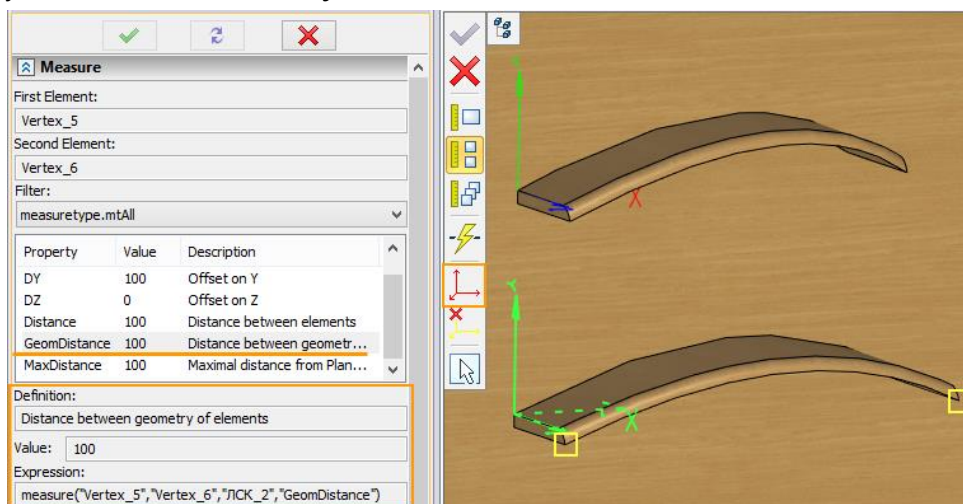 Measure
First Element:
Vertex_5
Second Element:
Vertex_6
Filter:
measuretype.mtAll
Property Value Description
DY 100 Offset on Y
DZ 0 Offset on Z
Distance 100 Distance between elements
GeomDistance 100 Distance between geometr...
MaxDistance 100 Maximal distance from Plan...
Definition:
Distance between geometry of elements
Value: 100
Expression:
measure("Vertex_5","Vertex_6","ЛСК_2","GeomDistance")
X
Y
X